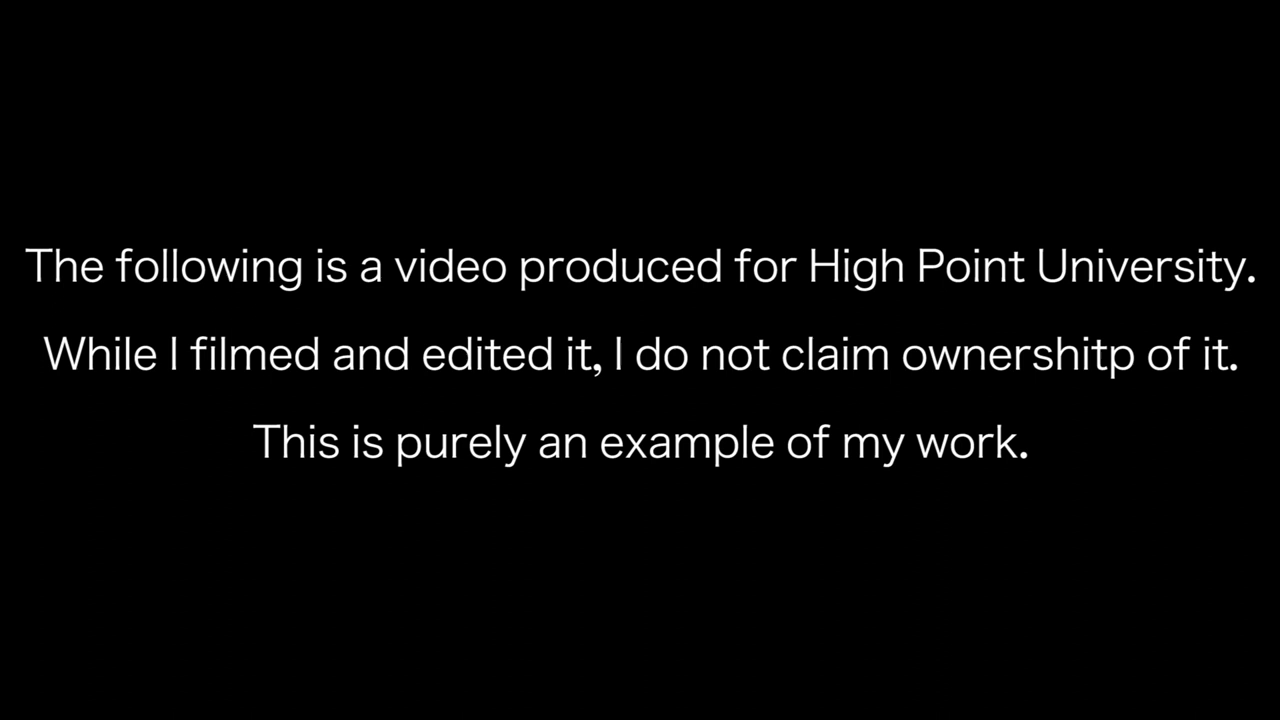 The following is a video produced for High Point University.
While I filmed and edited it, I do not claim ownershitp of it.
This is purely an example of my work.